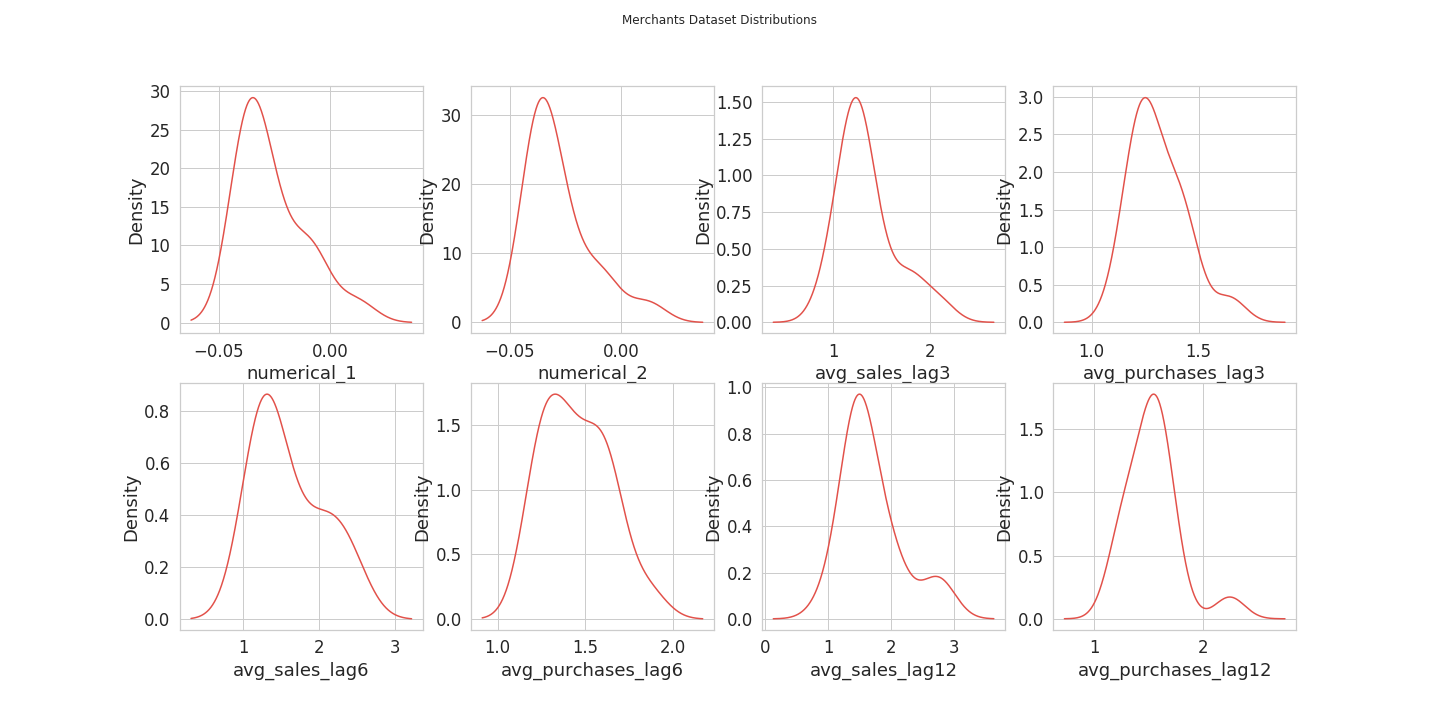 Merchants Dataset Distributions
30
25
20
15
10
5
0
Density
−0.05 0.00
numerical_1
30
20
10
0
Density
−0.05 0.00
numerical_2
1.50
1.25
1.00
0.75
0.50
0.25
0.00
Density
1 2
avg_sales_lag3
3.0
2.5
2.0
1.5
1.0
0.5
0.0
Density
1.0 1.5
avg_purchases_lag3
0.8
0.6
0.4
0.2
0.0
Density
1 2 3
avg_sales_lag6
1.5
1.0
0.5
0.0
Density
1.0 1.5 2.0
avg_purchases_lag6
1.0
0.8
0.6
0.4
0.2
0.0
Density
0 1 2 3
avg_sales_lag12
1.5
1.0
0.5
0.0
Density
1 2
avg_purchases_lag12